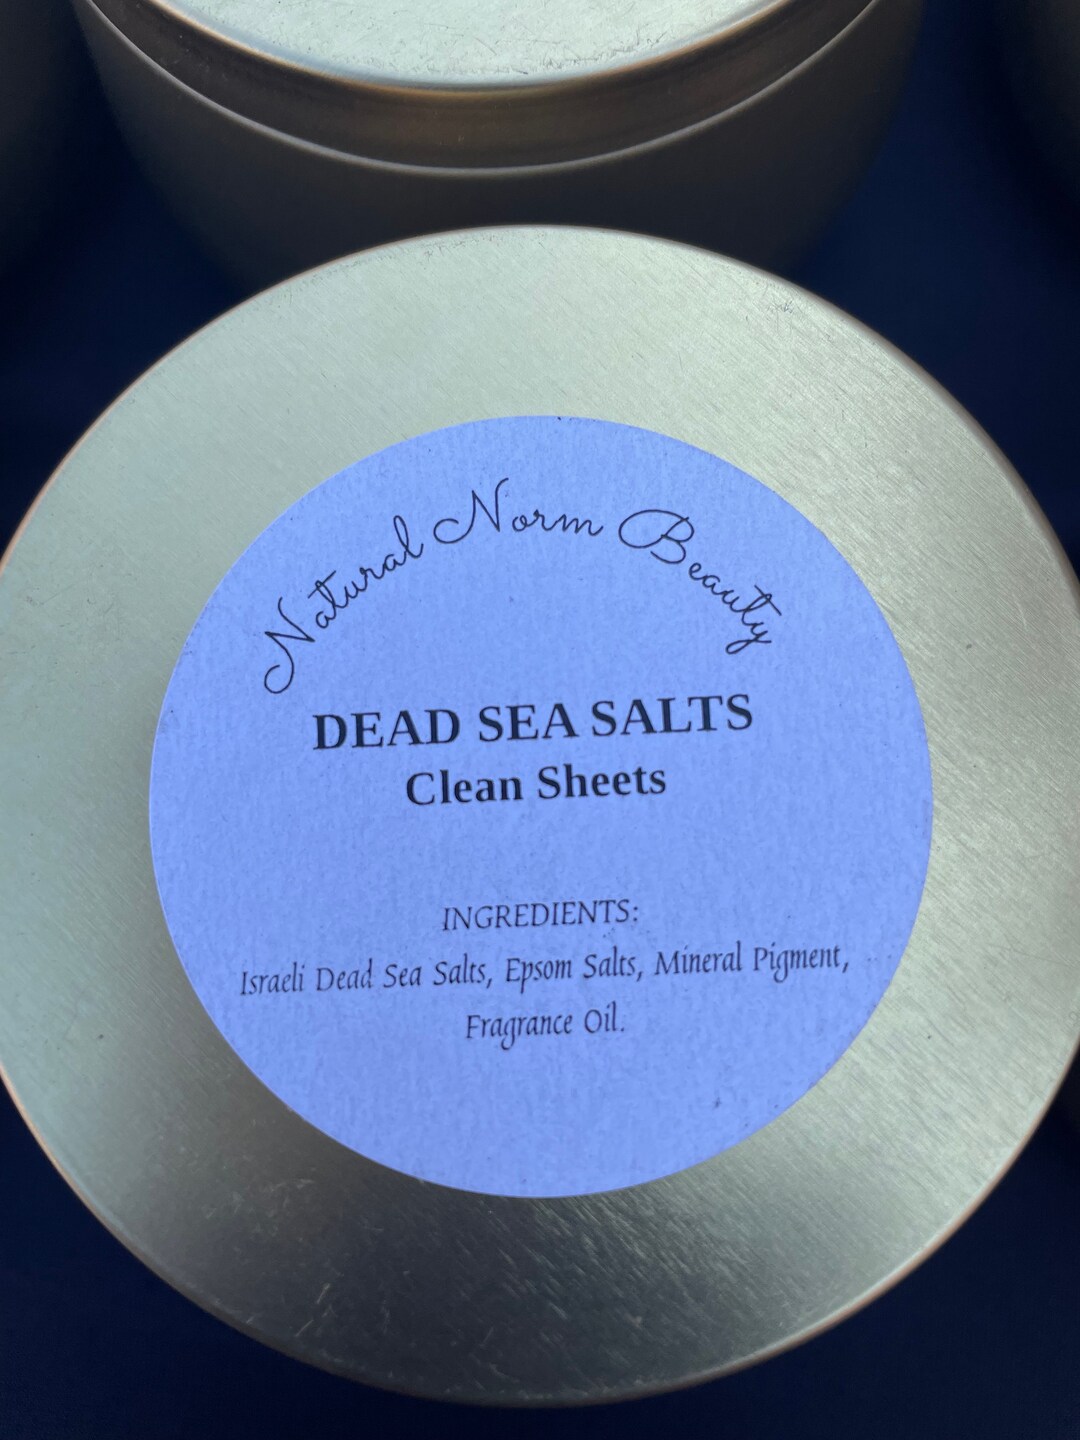 Natural Norm Beauty
DEAD SEA SALTS
Clean Sheets
INGREDIENTS:
Israeli Dead Sea Salts, Epsom Salts, Mineral Pigment,
Fragrance Oil.